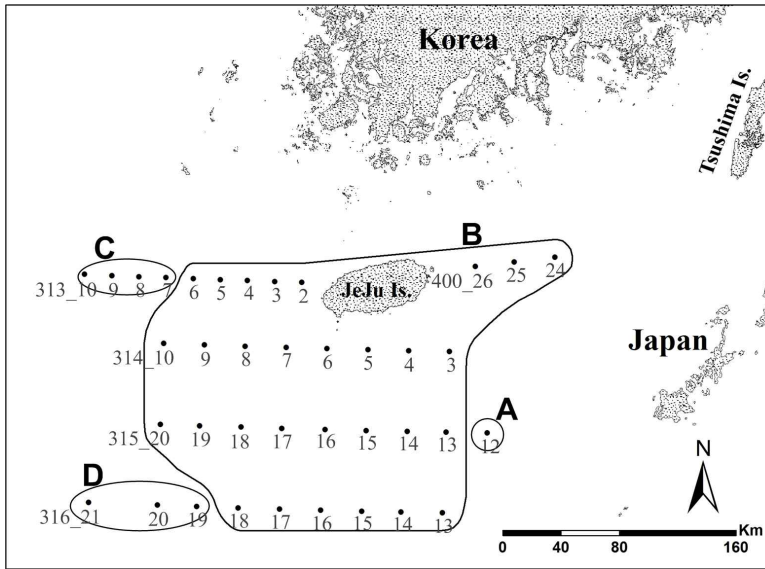 Korea
Tsushima Is.
B
C
313_10 9 8 7 6 5 4 3 2
JeJu Is.
400_26 25 24
314_10 9 8 7 6 5 4 3
Japan
A
315_20 19 18 17 16 15 14 13 12
N
D
316_21 20 19 18 17 16 15 14 13
Km
0 40 80 160